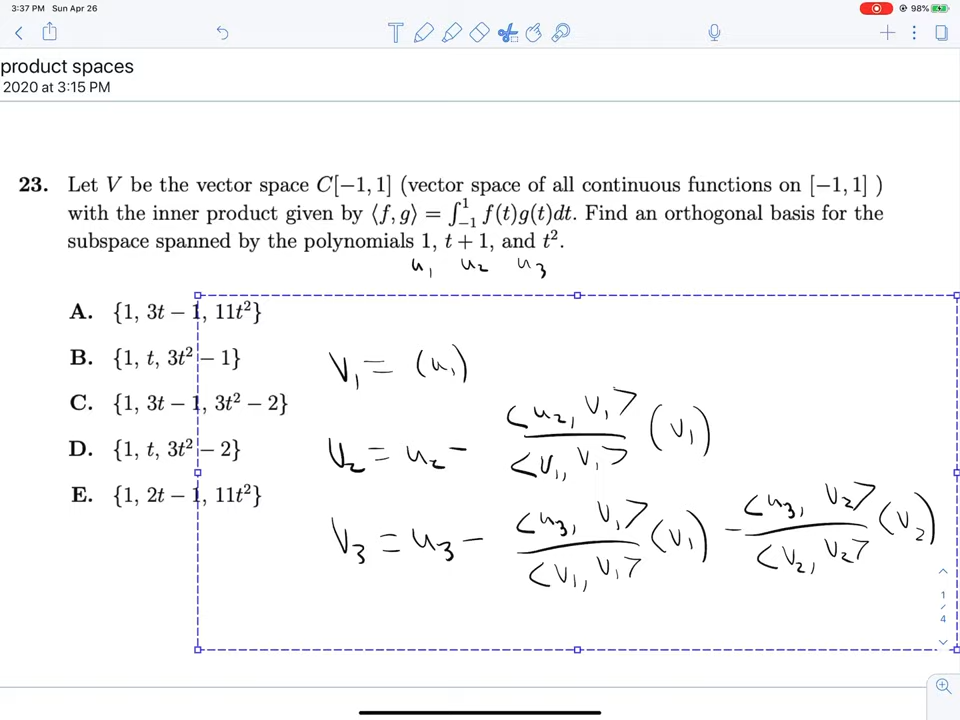 3:37 PM Sun Apr 26
98%
product spaces
2020 at 3:15 PM
23. Let V be the vector space C[−1, 1] (vector space of all continuous functions on [−1, 1] )
with the inner product given by ⟨f, g⟩ = ∫₋₁¹ f(t)g(t)dt. Find an orthogonal basis for the
subspace spanned by the polynomials 1, t + 1, and t².
u₁ u₂ u₃
A. {1, 3t − 1, 11t²}
B. {1, t, 3t² − 1}
C. {1, 3t − 1, 3t² − 2}
D. {1, t, 3t² − 2}
E. {1, 2t − 1, 11t²}
V₁ = (u₁)
V₂ = u₂ − <u₂, V₁> / <V₁, V₁> (V₁)
V₃ = u₃ − <u₃, V₁> / <V₁, V₁> (V₁) − <u₃, V₂> / <V₂, V₂> (V₂)
1
/
4